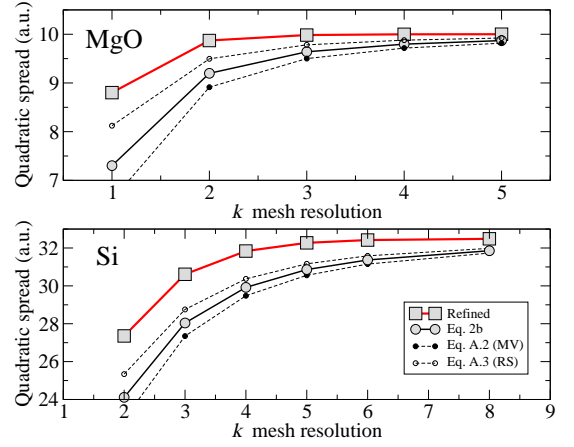 MgO
Quadratic spread (a.u.)
10
9
8
7
1 2 3 4 5
k mesh resolution
Si
Quadratic spread (a.u.)
32
30
28
26
24
Refined
Eq. 2b
Eq. A.2 (MV)
Eq. A.3 (RS)
1 2 3 4 5 6 7 8 9
k mesh resolution